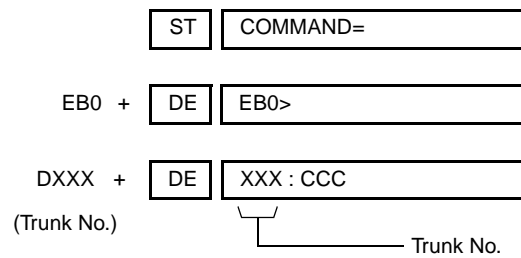 ST COMMAND=
EB0 + DE EB0>
DXXX + DE XXX : CCC
(Trunk No.)
Trunk No.